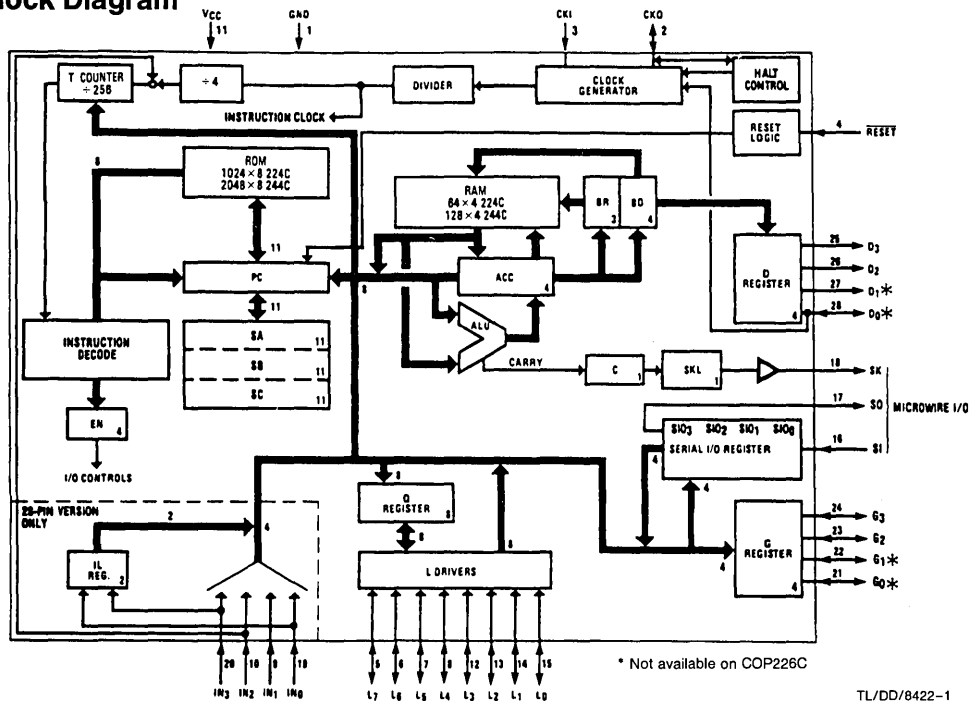 lock Diagram
VCC
11
GND
1
CKI
3
CKO
2
T COUNTER
÷256
÷4
DIVIDER
CLOCK
GENERATOR
HALT
CONTROL
INSTRUCTION CLOCK
RESET
LOGIC
4
RESET
8
ROM
1024×8 224C
2048×8 244C
RAM
64×4 224C
128×4 244C
BR
3
BD
4
11
PC
8
ACC
4
D
REGISTER
4
25
D3
26
D2
27
D1*
28
D0*
11
INSTRUCTION
DECODE
SA
11
SB
11
SC
11
ALU
CARRY
C
1
SKL
1
18
SK
17
SO
MICROWIRE I/O
16
SI
EN
4
I/O CONTROLS
SIO3 SIO2 SIO1 SIO0
SERIAL I/O REGISTER
4
4
28-PIN VERSION
ONLY
2
4
8
Q
REGISTER
8
8
8
IL
REG.
2
L DRIVERS
4
G
REGISTER
4
24
G3
23
G2
22
G1*
21
G0*
20
10
9
19
IN3 IN2 IN1 IN0
5
6
7
8
12
13
14
15
L7 L6 L5 L4 L3 L2 L1 L0
* Not available on COP226C
TL/DD/8422-1